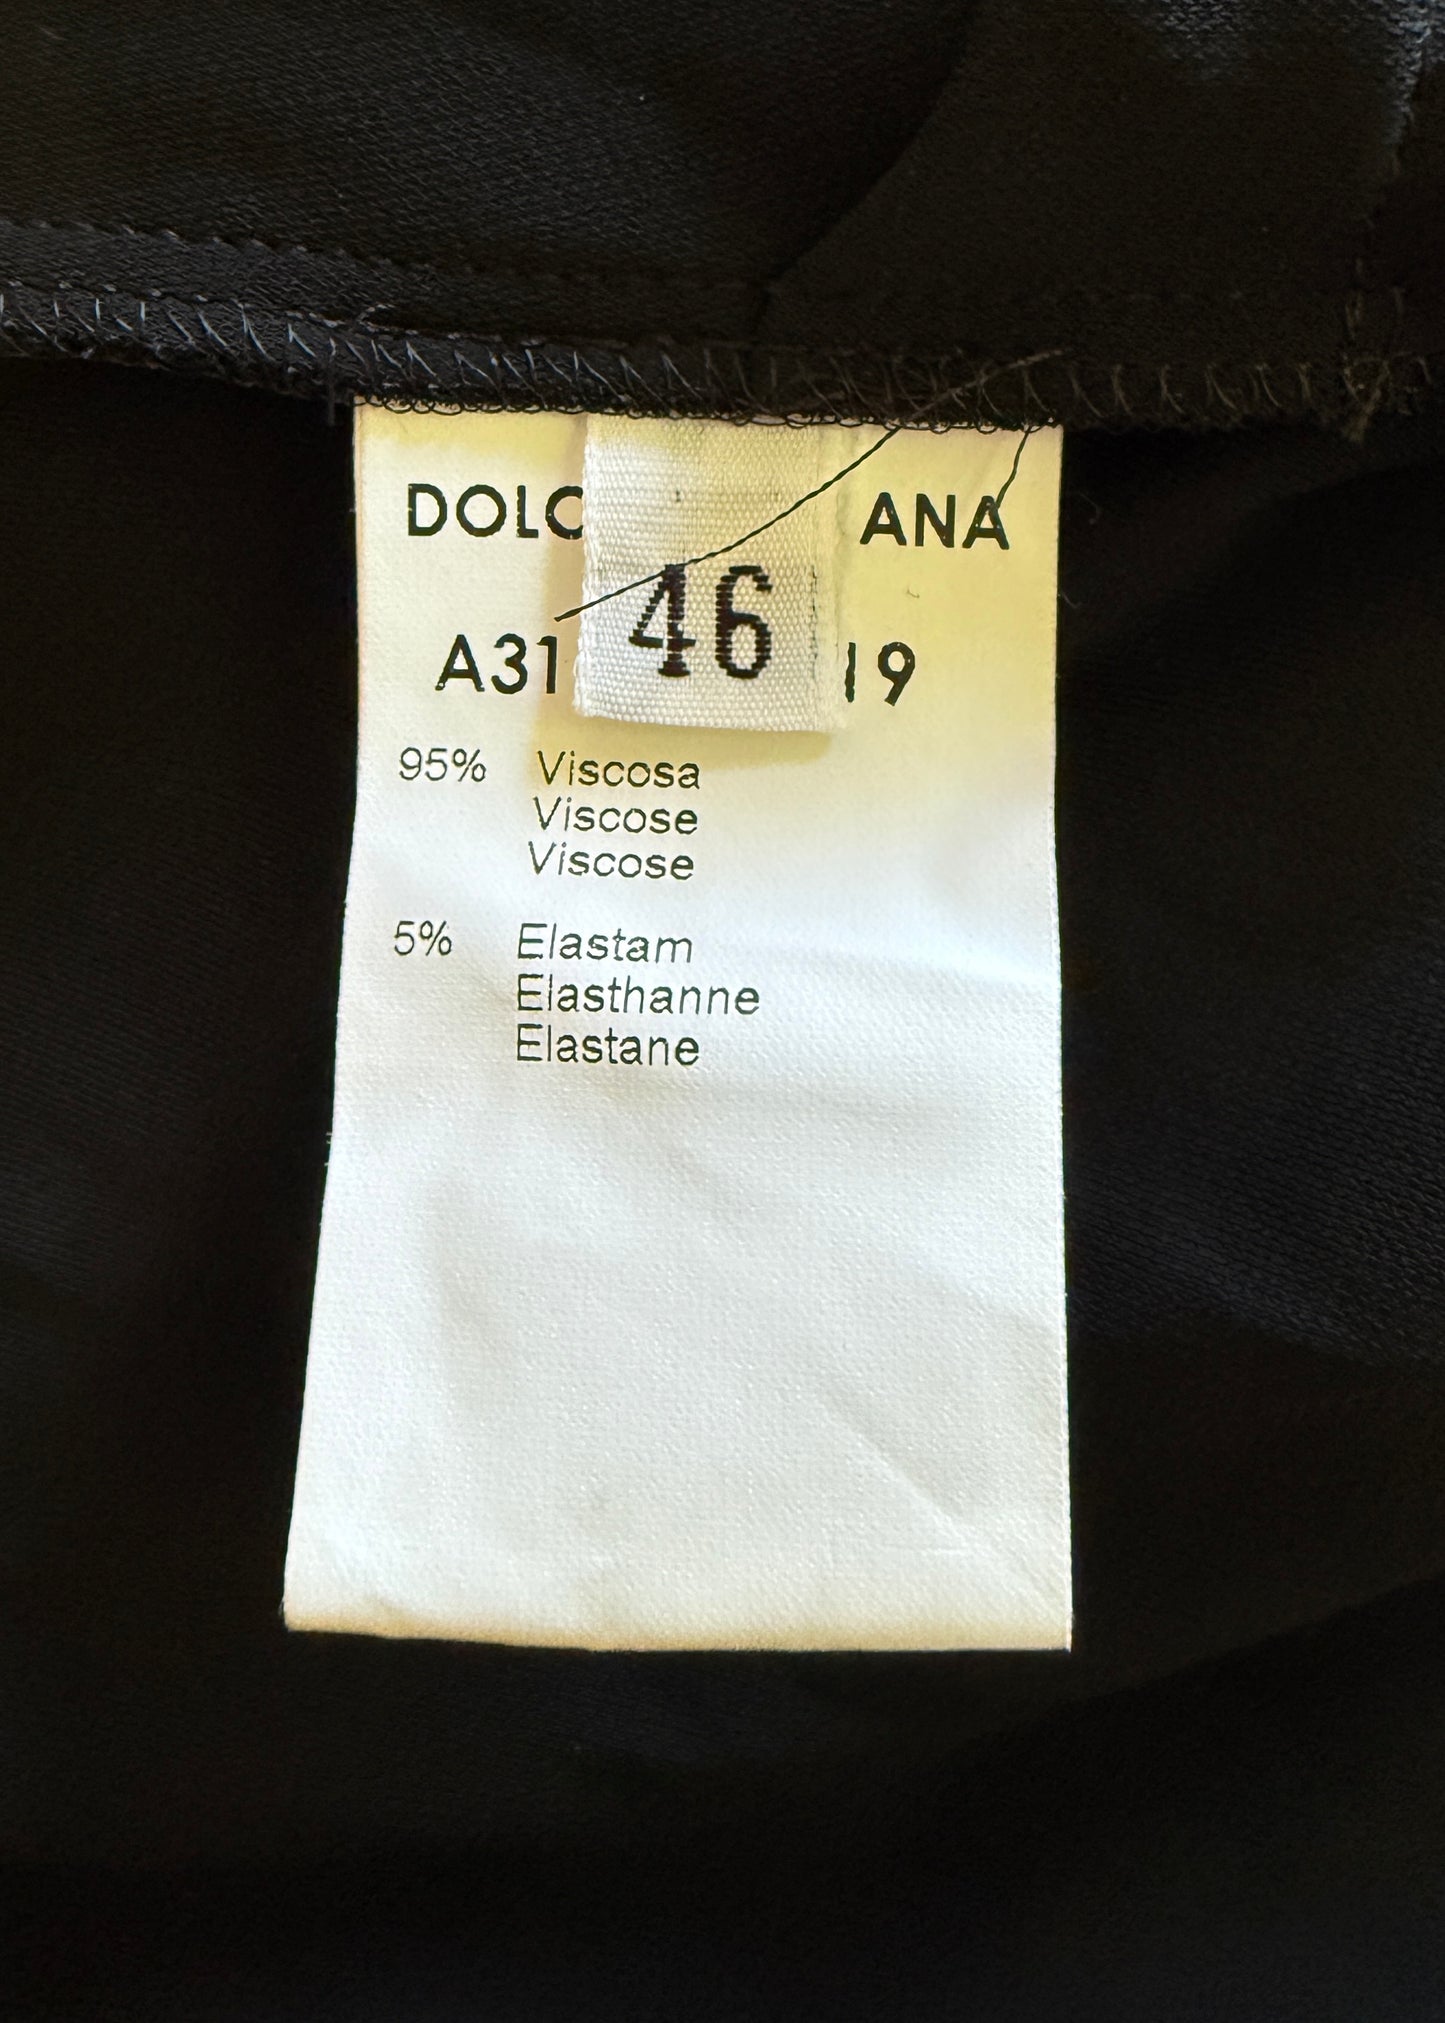 DOLC ANA
46
A31 19
95% Viscosa
Viscose
Viscose
5% Elastam
Elasthanne
Elastane